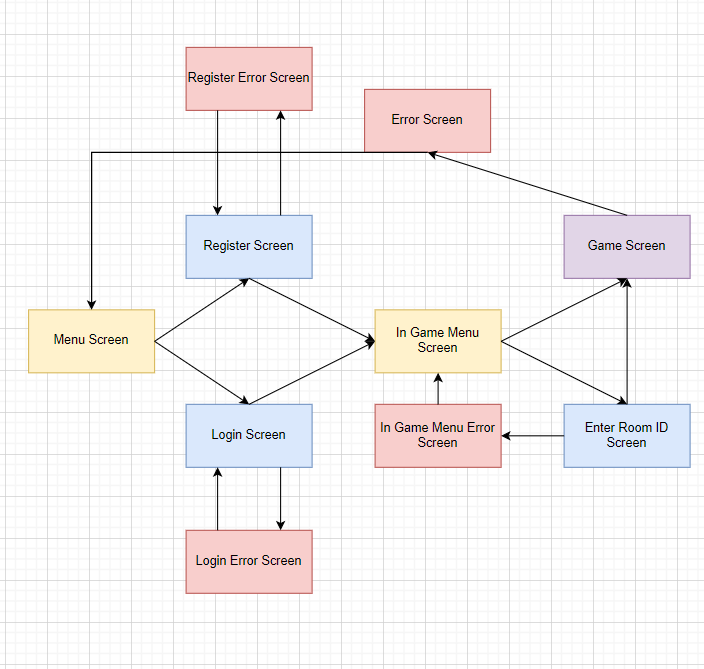 Register Error Screen
Error Screen
Register Screen
Game Screen
Menu Screen
In Game Menu
Screen
Login Screen
In Game Menu Error
Screen
Enter Room ID
Screen
Login Error Screen